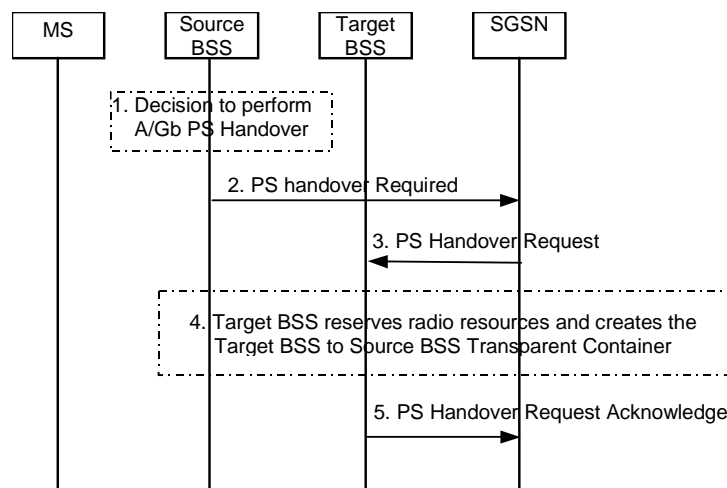 MS
Source
BSS
Target
BSS
SGSN
1. Decision to perform
A/Gb PS Handover
2. PS handover Required
3. PS Handover Request
4. Target BSS reserves radio resources and creates the
Target BSS to Source BSS Transparent Container
5. PS Handover Request Acknowledge